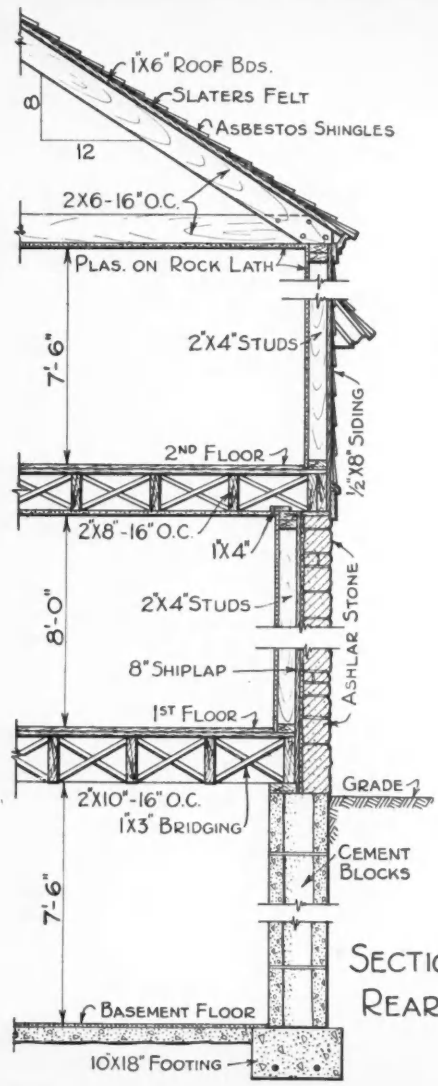 1"X6" ROOF BDS.
SLATERS FELT
ASBESTOS SHINGLES
8
12
2X6-16" O.C.
PLAS. ON ROCK LATH
7'-6"
2"X4" STUDS
½"X8" SIDING
2ND FLOOR
2"X8"-16" O.C.
1"X4"
8'-0"
2"X4" STUDS
ASHLAR STONE
8" SHIPLAP
1ST FLOOR
GRADE
2"X10"-16" O.C.
1"X3" BRIDGING
CEMENT
BLOCKS
7'-6"
REAR
BASEMENT FLOOR
10"X18" FOOTING